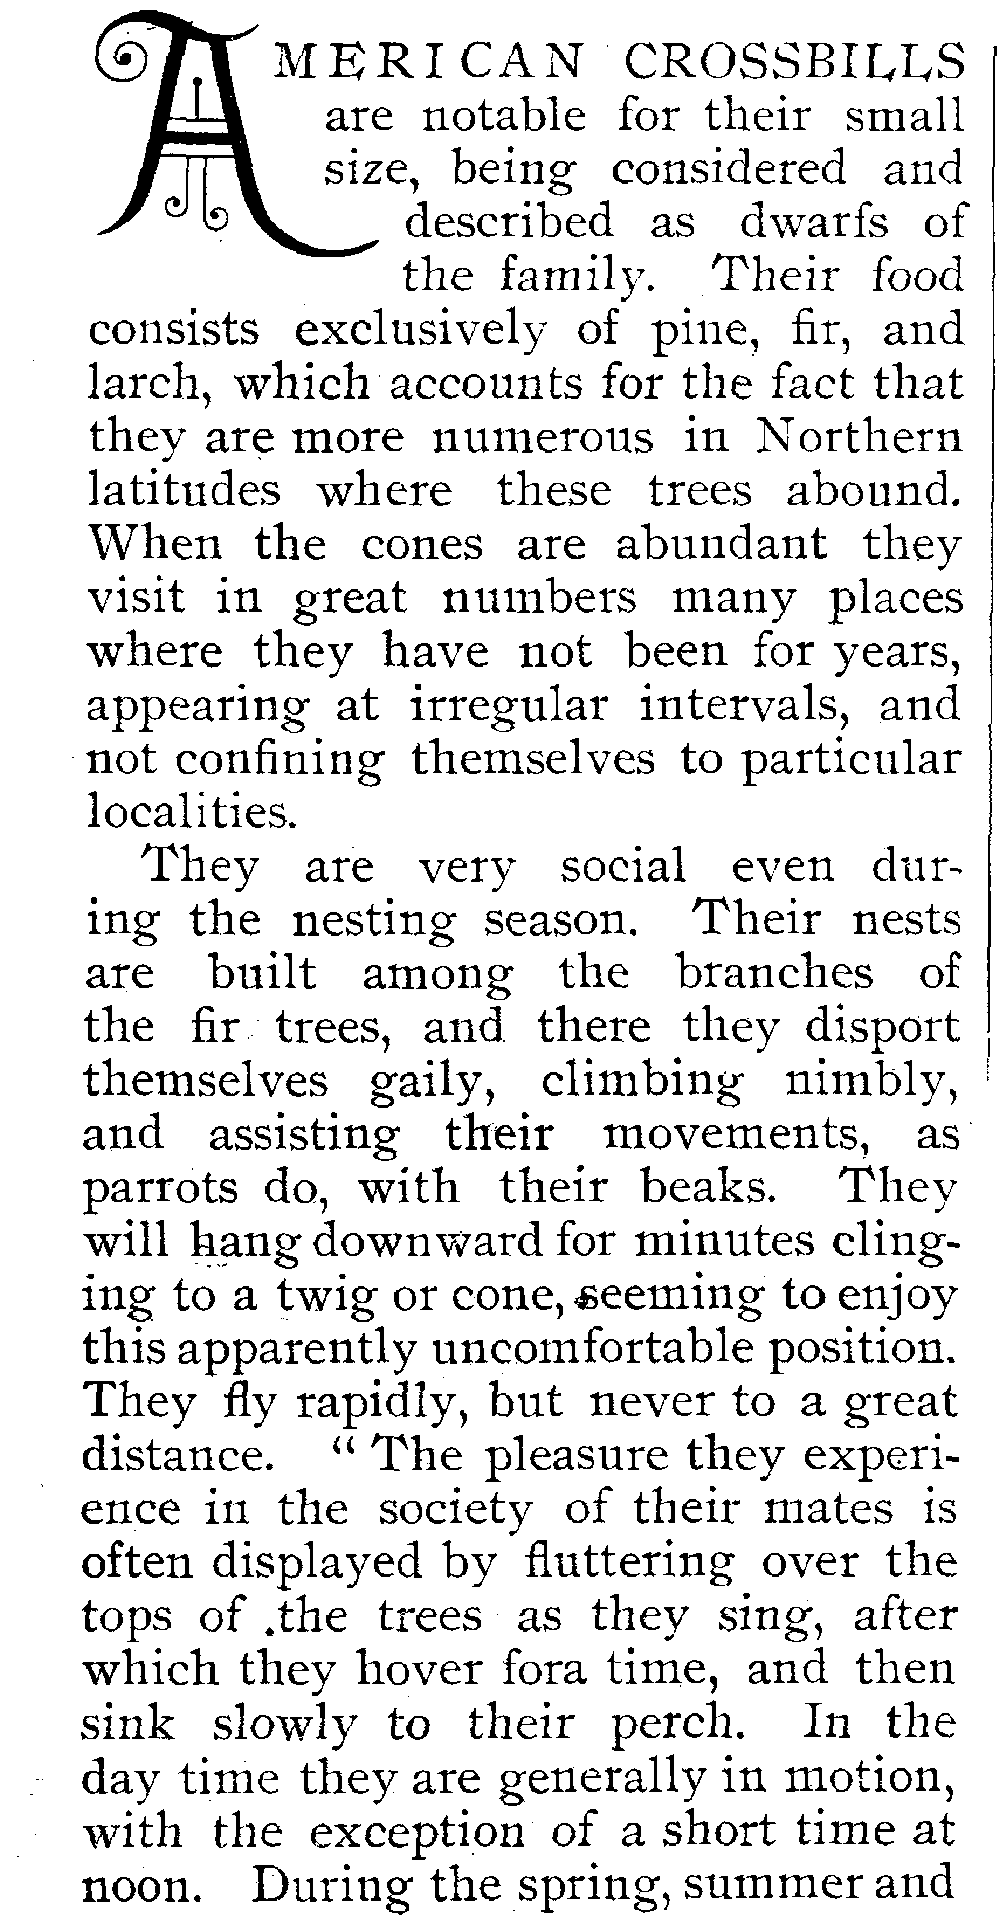 AMERICAN CROSSBILLS
are notable for their small
size, being considered and
described as dwarfs of
the family. Their food
consists exclusively of pine, fir, and
larch, which accounts for the fact that
they are more numerous in Northern
latitudes where these trees abound.
When the cones are abundant they
visit in great numbers many places
where they have not been for years,
appearing at irregular intervals, and
not confining themselves to particular
localities.
They are very social even dur-
ing the nesting season. Their nests
are built among the branches of
the fir trees, and there they disport
themselves gaily, climbing nimbly,
and assisting their movements, as
parrots do, with their beaks. They
will hang downward for minutes cling-
ing to a twig or cone, seeming to enjoy
this apparently uncomfortable position.
They fly rapidly, but never to a great
distance. “ The pleasure they experi-
ence in the society of their mates is
often displayed by fluttering over the
tops of the trees as they sing, after
which they hover fora time, and then
sink slowly to their perch. In the
day time they are generally in motion,
with the exception of a short time at
noon. During the spring, summer and